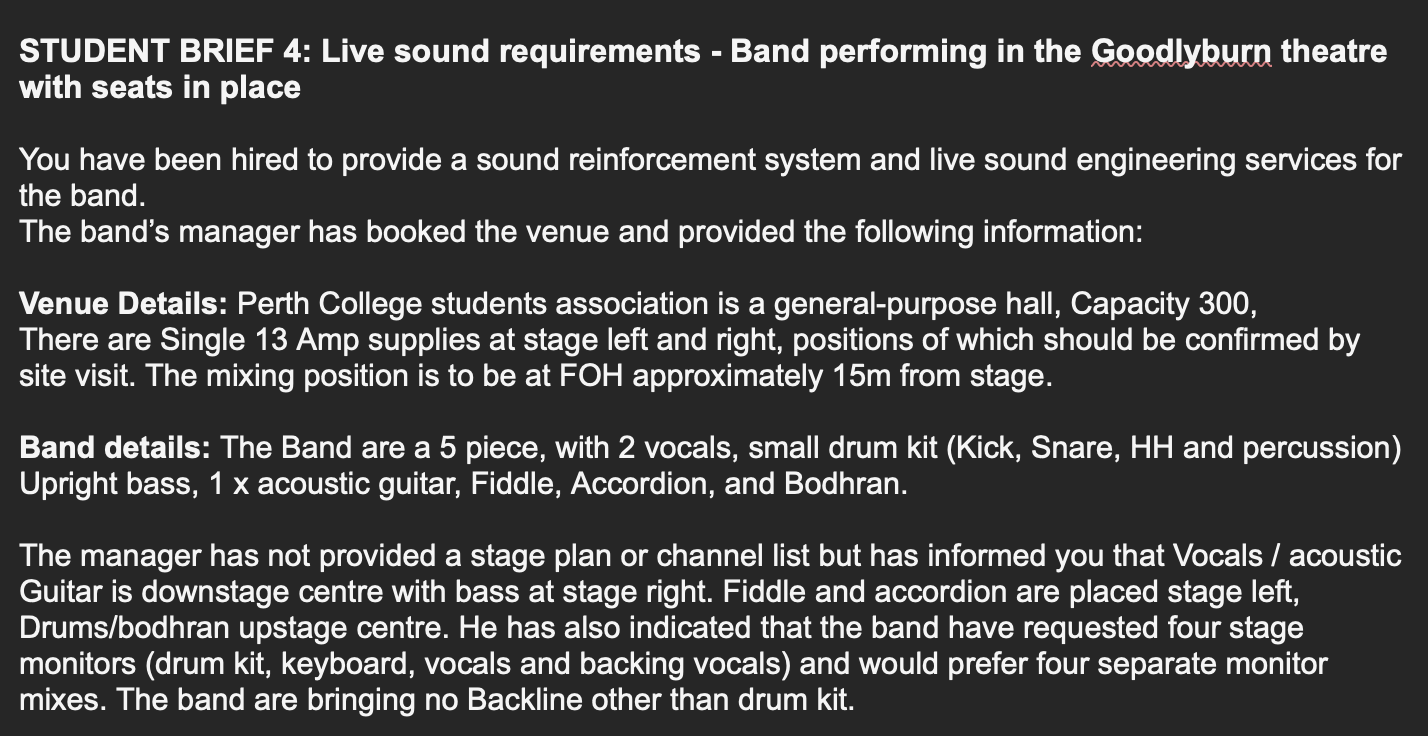 STUDENT BRIEF 4: Live sound requirements - Band performing in the Goodlyburn theatre
with seats in place
You have been hired to provide a sound reinforcement system and live sound engineering services for
the band.
The band’s manager has booked the venue and provided the following information:
Venue Details: Perth College students association is a general-purpose hall, Capacity 300,
There are Single 13 Amp supplies at stage left and right, positions of which should be confirmed by
site visit. The mixing position is to be at FOH approximately 15m from stage.
Band details: The Band are a 5 piece, with 2 vocals, small drum kit (Kick, Snare, HH and percussion)
Upright bass, 1 x acoustic guitar, Fiddle, Accordion, and Bodhran.
The manager has not provided a stage plan or channel list but has informed you that Vocals / acoustic
Guitar is downstage centre with bass at stage right. Fiddle and accordion are placed stage left,
Drums/bodhran upstage centre. He has also indicated that the band have requested four stage
monitors (drum kit, keyboard, vocals and backing vocals) and would prefer four separate monitor
mixes. The band are bringing no Backline other than drum kit.